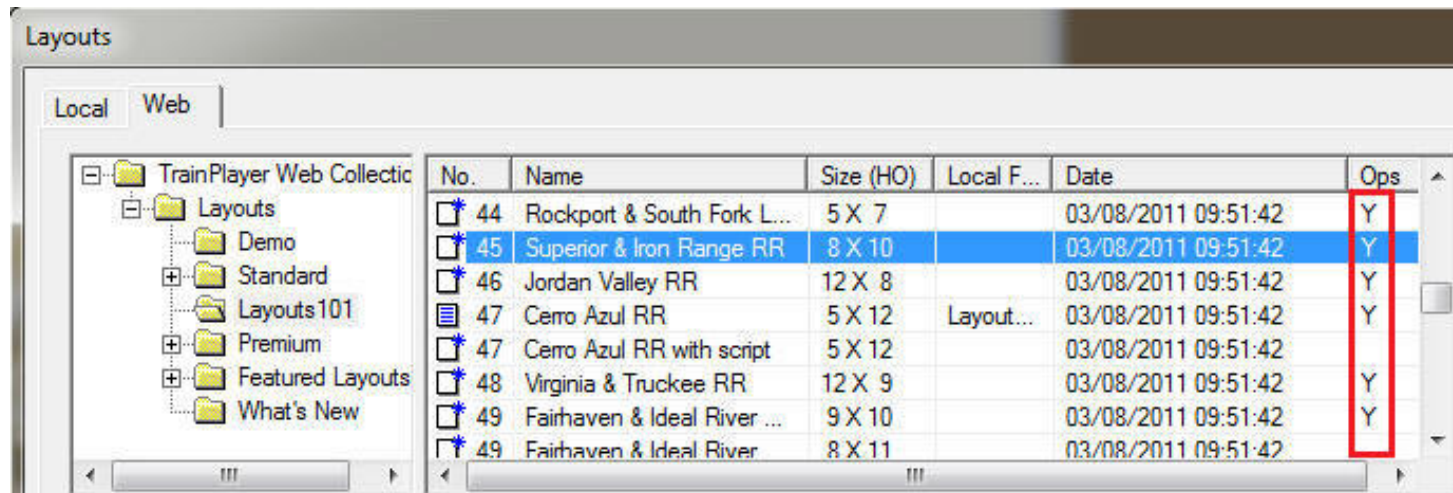 Layouts
Local Web
TrainPlayer Web Collectic
Layouts
Demo
Standard
Layouts101
Premium
Featured Layouts
What's New
No. Name Size (HO) Local F... Date Ops
44 Rockport & South Fork L... 5 X 7 03/08/2011 09:51:42 Y
45 Superior & Iron Range RR 8 X 10 03/08/2011 09:51:42 Y
46 Jordan Valley RR 12 X 8 03/08/2011 09:51:42 Y
47 Cerro Azul RR 5 X 12 Layout... 03/08/2011 09:51:42 Y
47 Cerro Azul RR with script 5 X 12 03/08/2011 09:51:42
48 Virginia & Truckee RR 12 X 9 03/08/2011 09:51:42 Y
49 Fairhaven & Ideal River ... 9 X 10 03/08/2011 09:51:42 Y
49 Fairhaven & Ideal River 8 X 11 03/08/2011 09:51:42